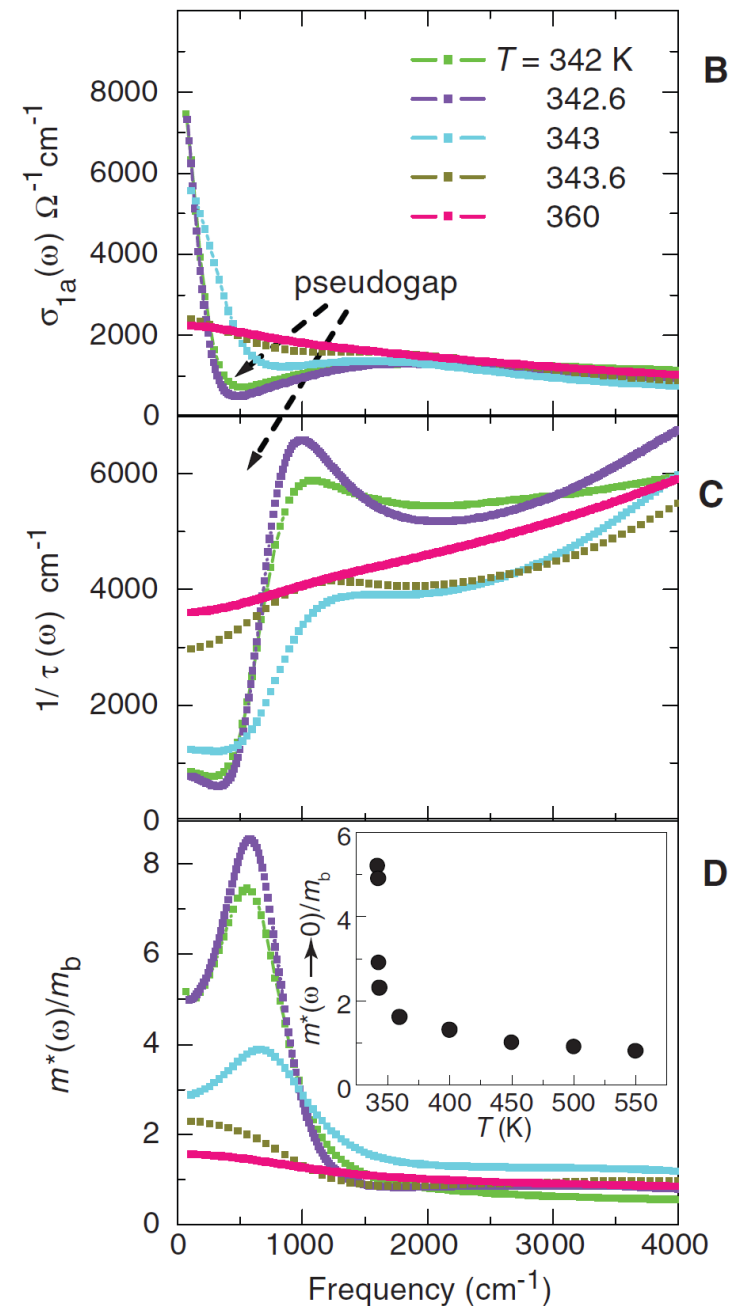 B
T = 342 K
342.6
343
343.6
360
8000
6000
4000
2000
0
σ1a(ω) Ω-1cm-1
pseudogap
C
6000
4000
2000
0
1/ τ (ω) cm-1
D
8
6
4
2
0
m*(ω)/mb
6
4
2
0
m*(ω → 0)/mb
350 400 450 500 550
T (K)
0 1000 2000 3000 4000
Frequency (cm-1)